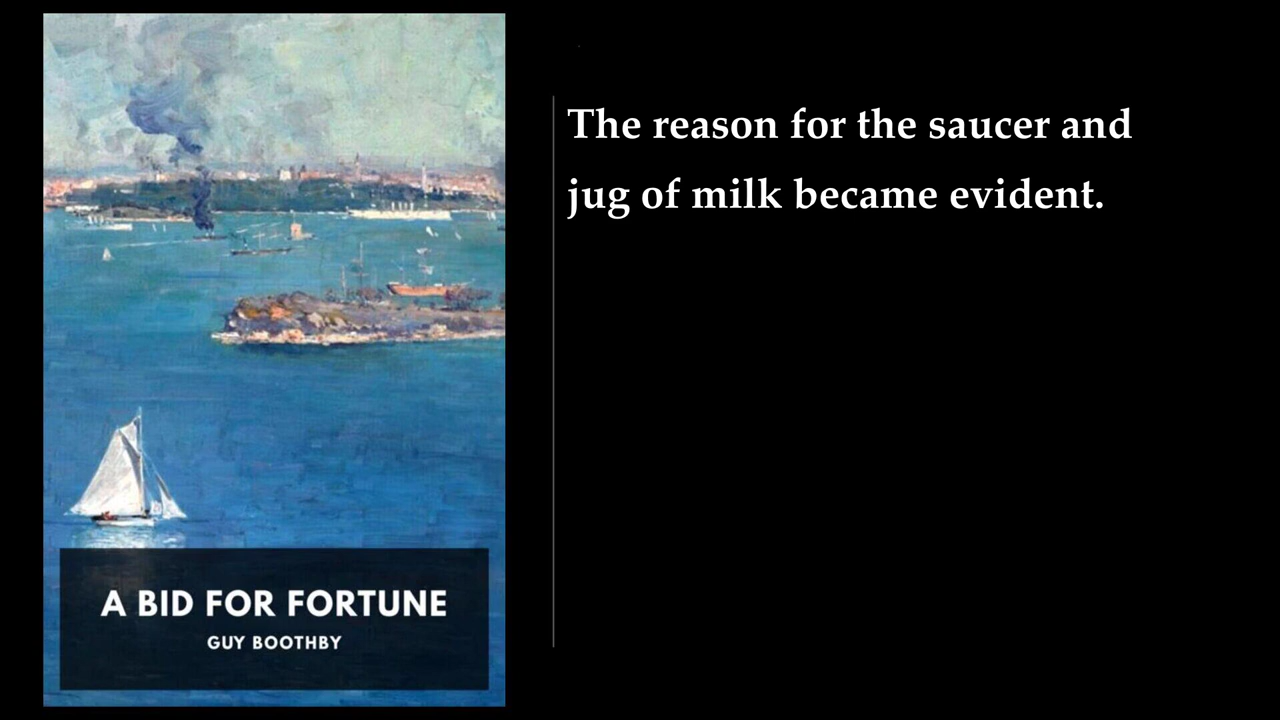 The reason for the saucer and
jug of milk became evident.
A BID FOR FORTUNE
GUY BOOTHBY